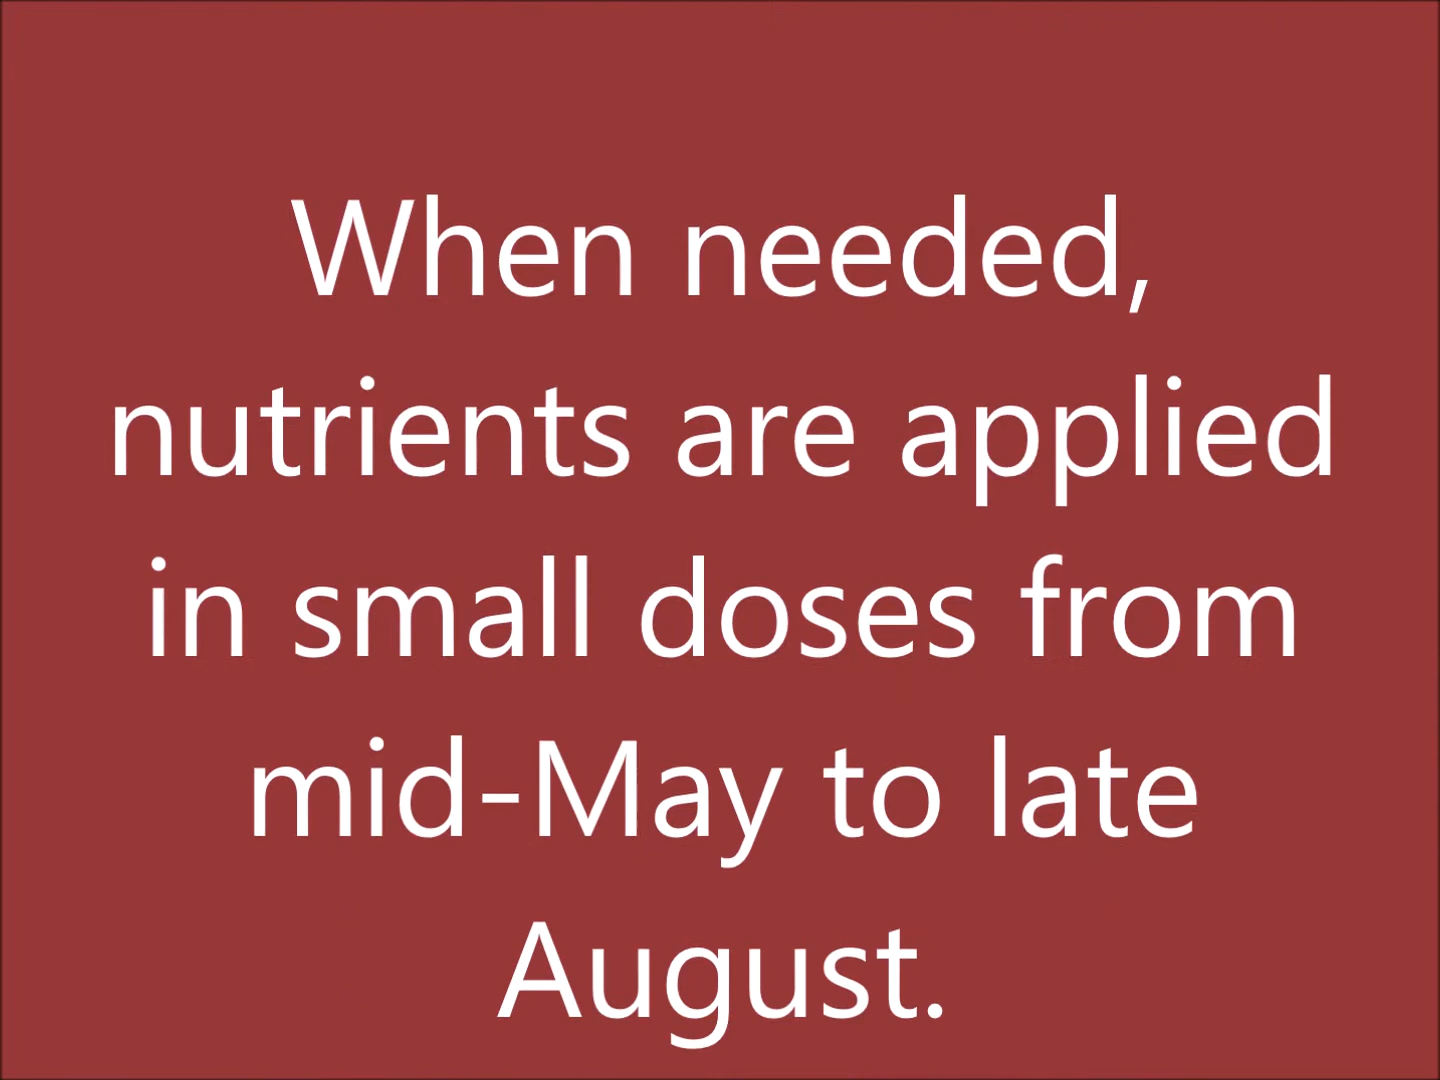 When needed,
nutrients are applied
in small doses from
mid-May to late
August.